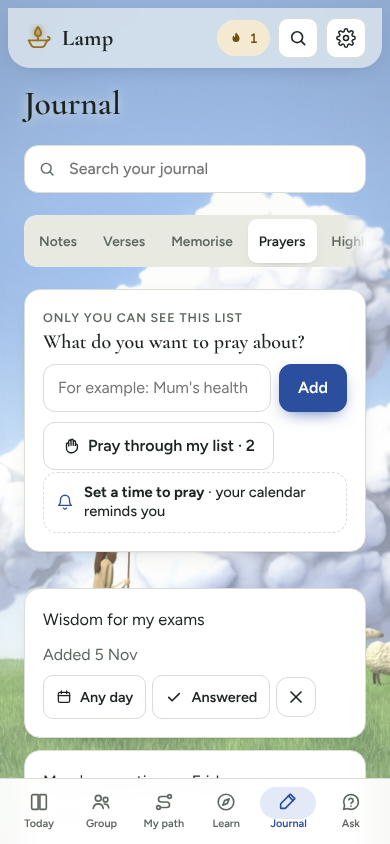 Lamp
1
Journal
Search your journal
Notes
Verses
Memorise
Prayers
Highl
ONLY YOU CAN SEE THIS LIST
What do you want to pray about?
For example: Mum's health
Add
Pray through my list · 2
Set a time to pray · your calendar
reminds you
Wisdom for my exams
Added 5 Nov
Any day
Answered
Today
Group
My path
Learn
Journal
Ask